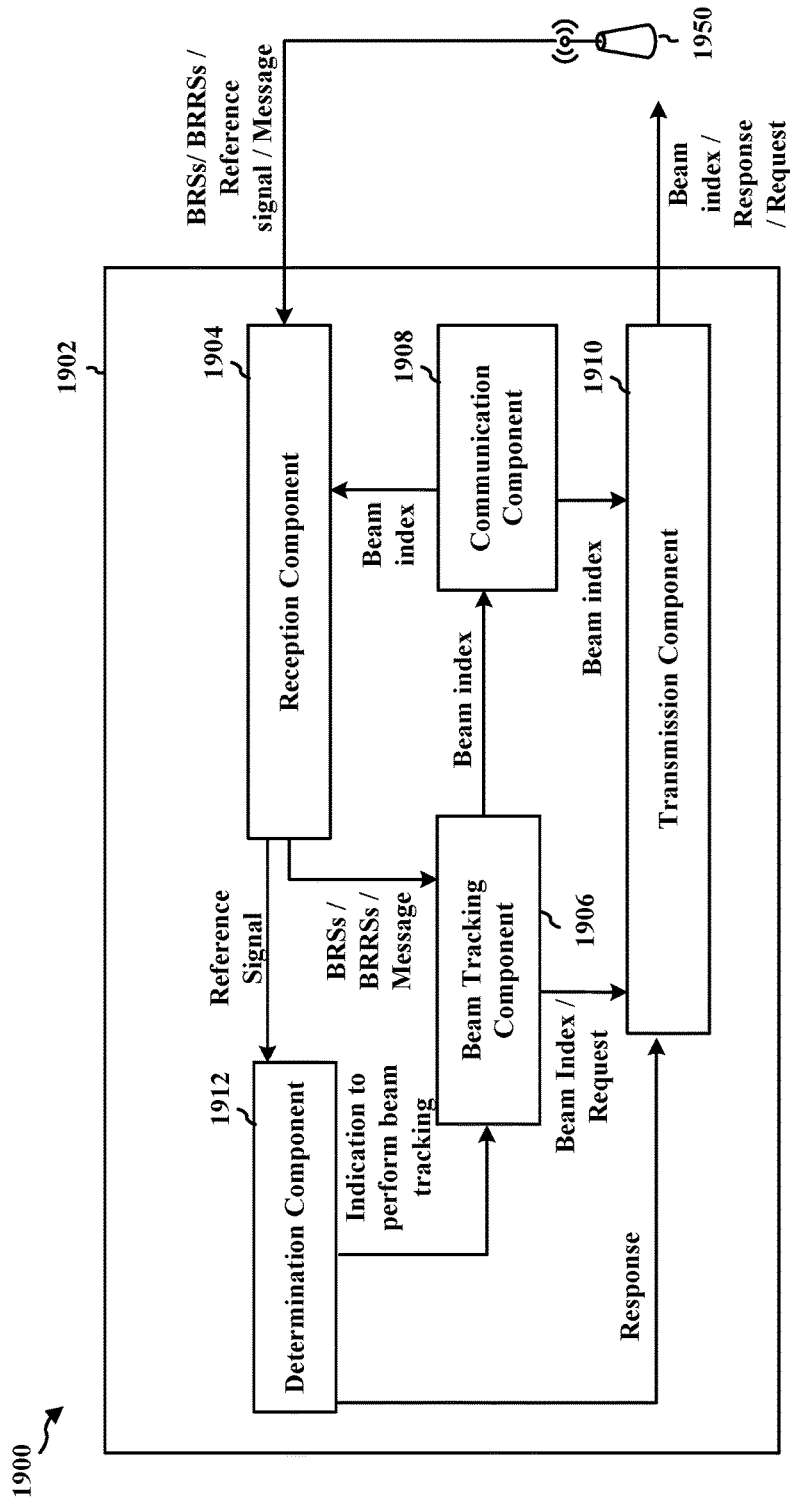 1900
1902
BRSs/ BRRSs /
Reference
signal / Message
1950
1904
Reception Component
1912
Determination Component
Reference
Signal
BRSs /
BRRSs /
Message
Indication to
perform beam
tracking
Beam Tracking
Component
1906
Beam index
1908
Communication
Component
Beam
index
Beam index
Beam Index /
Request
Response
1910
Transmission Component
Beam
index /
Response
/ Request